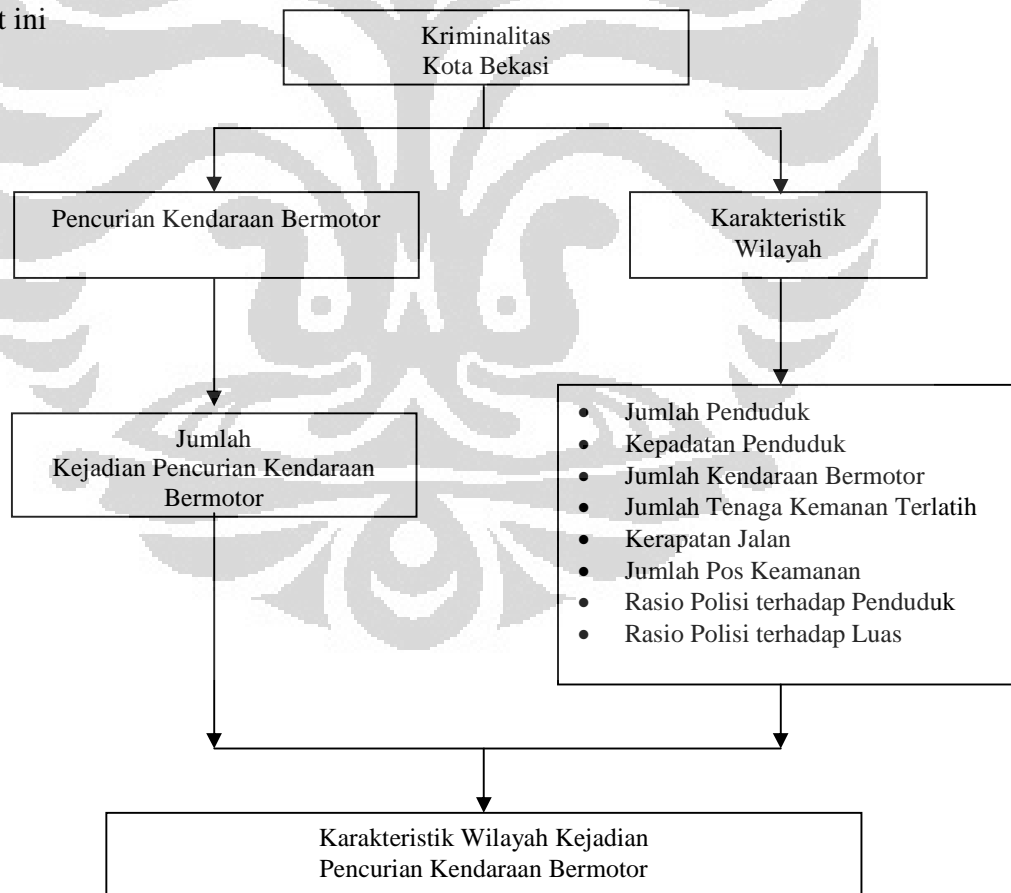 t ini
Kriminalitas
Kota Bekasi
Pencurian Kendaraan Bermotor
Karakteristik
Wilayah
Jumlah
Kejadian Pencurian Kendaraan
Bermotor
• Jumlah Penduduk
• Kepadatan Penduduk
• Jumlah Kendaraan Bermotor
• Jumlah Tenaga Kemanan Terlatih
• Kerapatan Jalan
• Jumlah Pos Keamanan
• Rasio Polisi terhadap Penduduk
• Rasio Polisi terhadap Luas
Karakteristik Wilayah Kejadian
Pencurian Kendaraan Bermotor